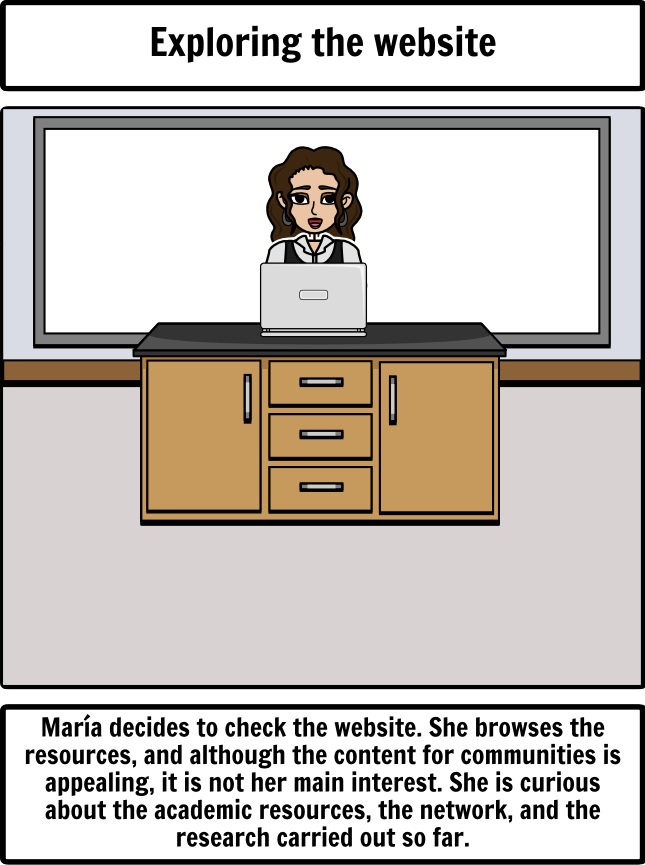 Exploring the website
María decides to check the website. She browses the
resources, and although the content for communities is
appealing, it is not her main interest. She is curious
about the academic resources, the network, and the
research carried out so far.